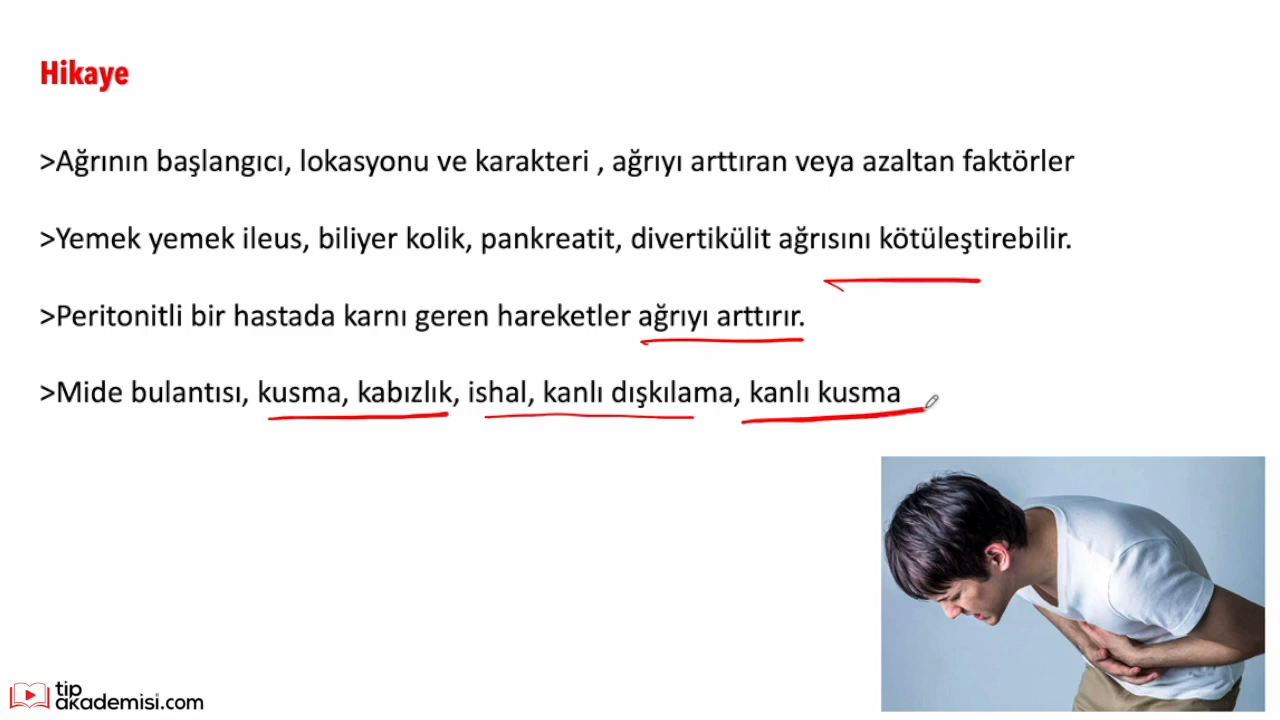 Hikaye
>Ağrının başlangıcı, lokasyonu ve karakteri , ağrıyı arttıran veya azaltan faktörler
>Yemek yemek ileus, biliyer kolik, pankreatit, divertikülit ağrısını kötüleştirebilir.
>Peritonitli bir hastada karnı geren hareketler ağrıyı arttırır.
>Mide bulantısı, kusma, kabızlık, ishal, kanlı dışkılama, kanlı kusma
tıp
akademisi.com